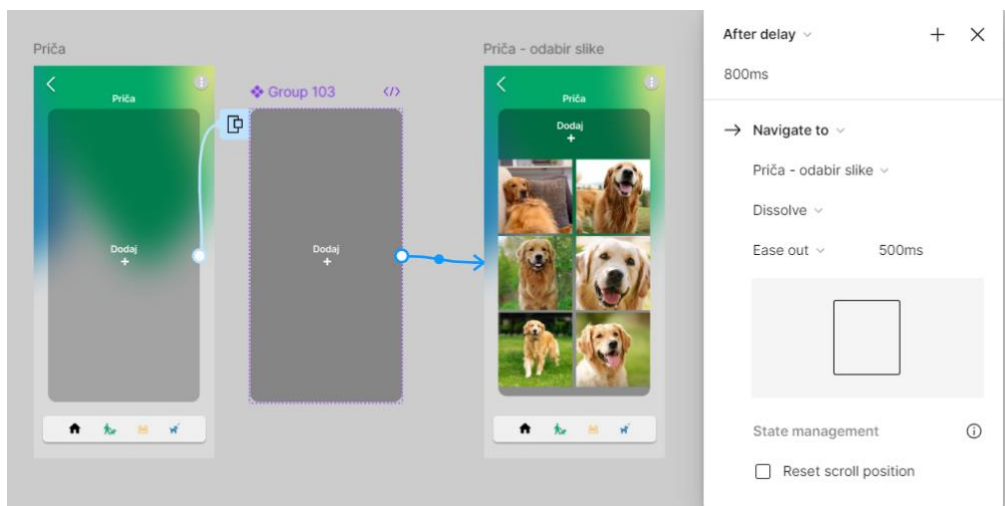 Priča
Priča
Dodaj
+
Group 103
</>
Dodaj
+
Priča - odabir slike
Priča
Dodaj
+
After delay
800ms
Navigate to
Priča - odabir slike
Dissolve
Ease out 500ms
State management
Reset scroll position